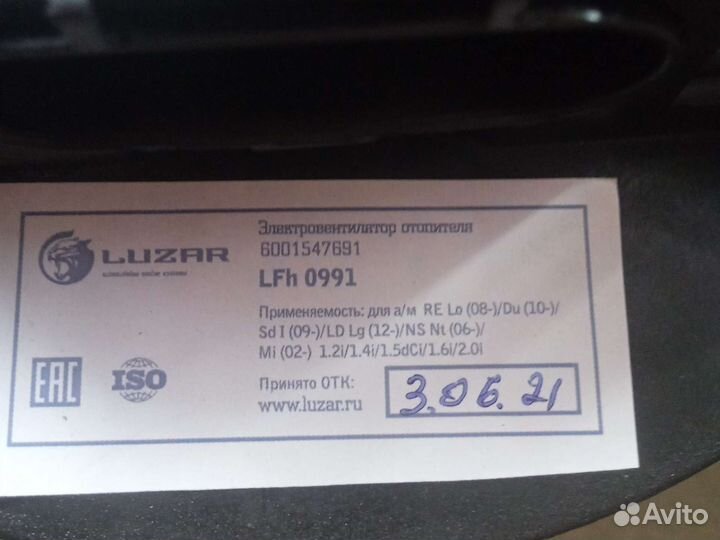 LUZAR
Электровентилятор отопителя
6001547691
LFh 0991
Применяемость: для а/м RE Lo (08-)/Du (10-)/
Sd I (09-)/LD Lg (12-)/NS Nt (06-)/
Mi (02-) 1.2i/1.4i/1.5dCi/1.6i/2.0i
EAC
ISO
Принято ОТК:
www.luzar.ru
3.06.21
Avito